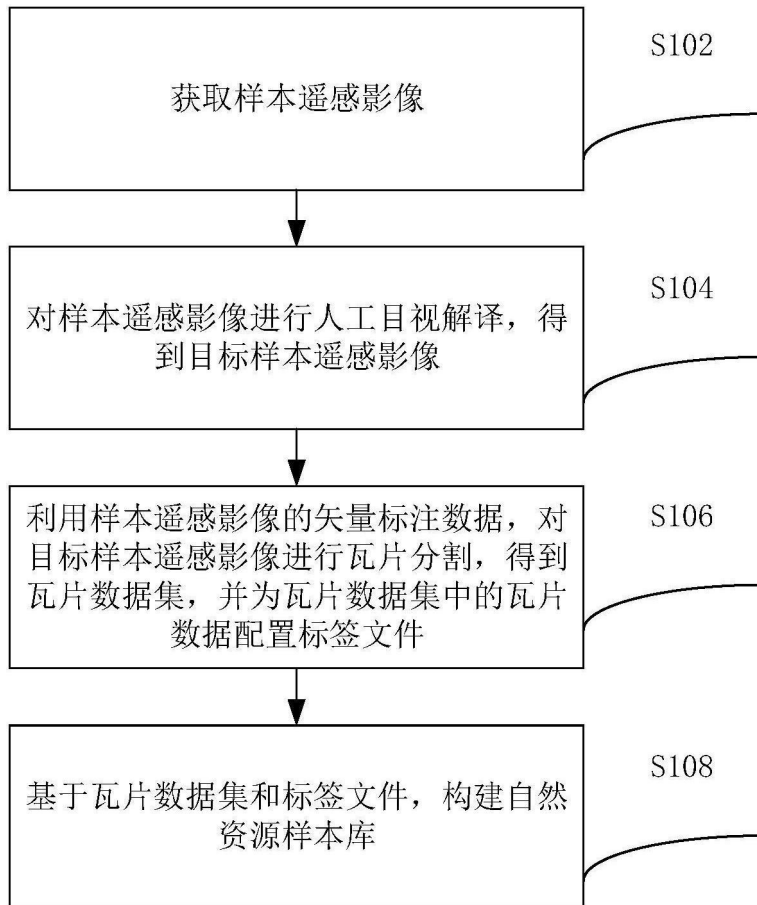 S102
获取样本遥感影像
S104
对样本遥感影像进行人工目视解译，得
到目标样本遥感影像
S106
利用样本遥感影像的矢量标注数据，对
目标样本遥感影像进行瓦片分割，得到
瓦片数据集，并为瓦片数据集中的瓦片
数据配置标签文件
S108
基于瓦片数据集和标签文件，构建自然
资源样本库